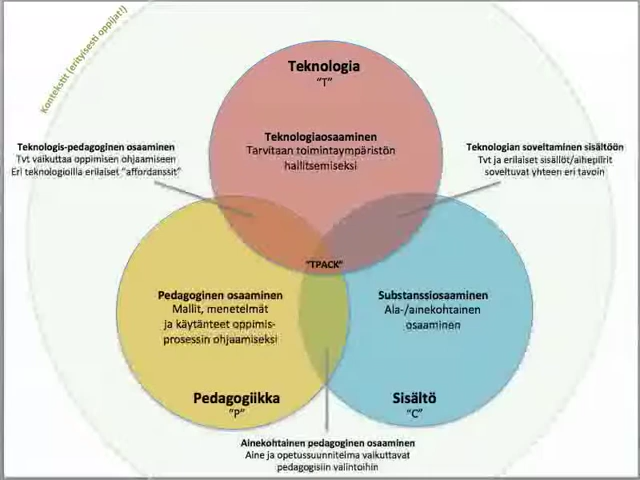 Kontekstit (erityisesti oppijat!)
Teknologia
"T"
Teknologiaosaaminen
Tarvitaan toimintaympäristön
hallitsemiseksi
Teknologis-pedagoginen osaaminen
Tvt vaikuttaa oppimisen ohjaamiseen
Eri teknologioilla erilaiset "affordanssit"
Teknologian soveltaminen sisältöön
Tvt ja erilaiset sisällöt/aihepiirit
soveltuvat yhteen eri tavoin
"TPACK"
Pedagoginen osaaminen
Mallit, menetelmät
ja käytänteet oppimis-
prosessin ohjaamiseksi
Substanssiosaaminen
Ala-/ainekohtainen
osaaminen
Pedagogiikka
"P"
Sisältö
"C"
Ainekohtainen pedagoginen osaaminen
Aine ja opetussuunnitelma vaikuttavat
pedagogisiin valintoihin